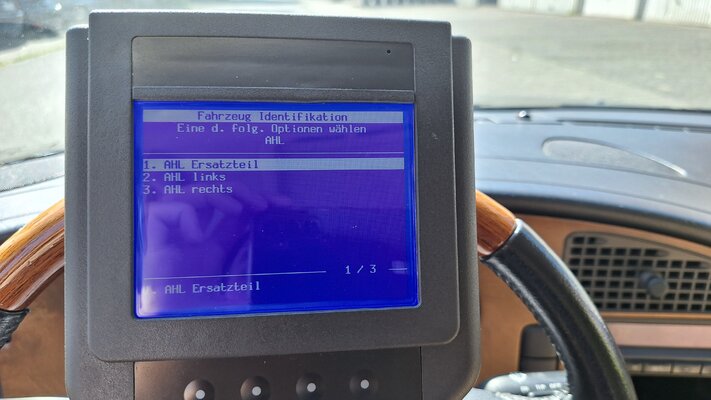 Fahrzeug Identifikation
Eine d. folg. Optionen wählen
AHL
1. AHL Ersatzteil
2. AHL links
3. AHL rechts
1 / 3
. AHL Ersatzteil